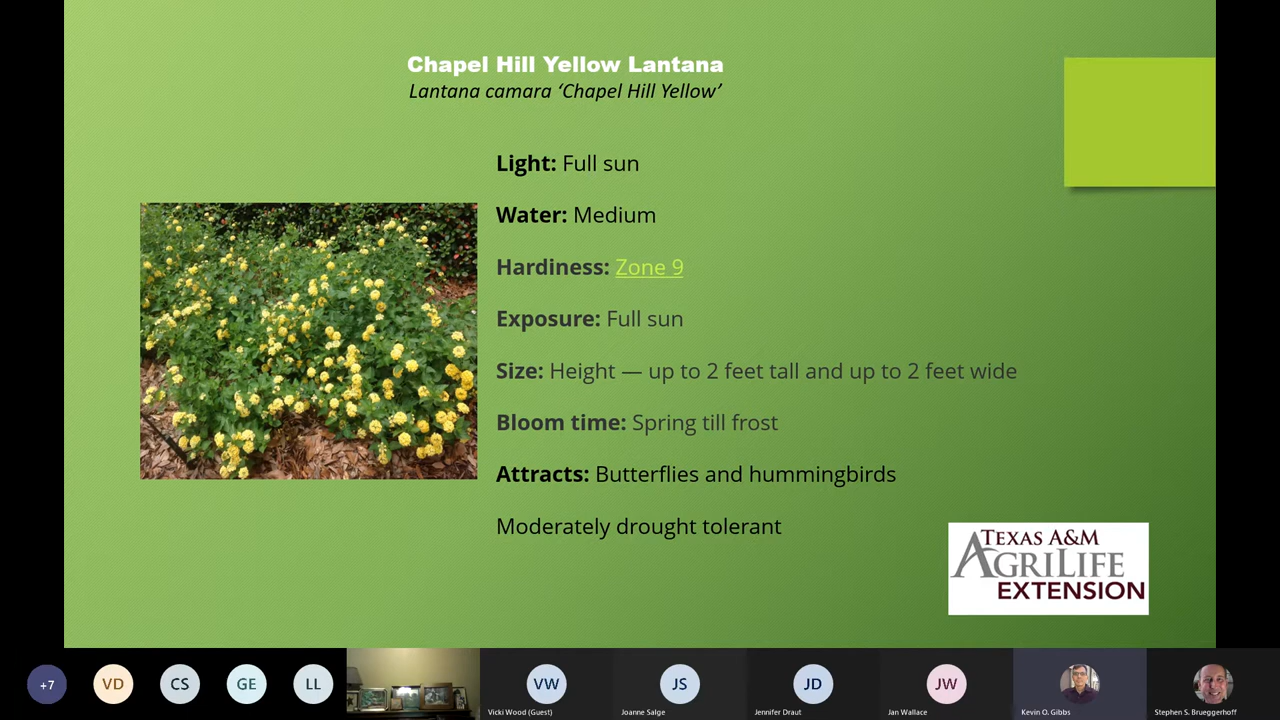 Chapel Hill Yellow Lantana
Lantana camara ‘Chapel Hill Yellow’
Light: Full sun
Water: Medium
Hardiness: Zone 9
Exposure: Full sun
Size: Height — up to 2 feet tall and up to 2 feet wide
Bloom time: Spring till frost
Attracts: Butterflies and hummingbirds
Moderately drought tolerant
TEXAS A&M
AGRILIFE
EXTENSION
+7
VD
CS
GE
LL
VW
JS
JD
JW
Vicki Wood (Guest)
Joanne Salge
Jennifer Draut
Jan Wallace
Kevin O. Gibbs
Stephen S. Brueggerhoff